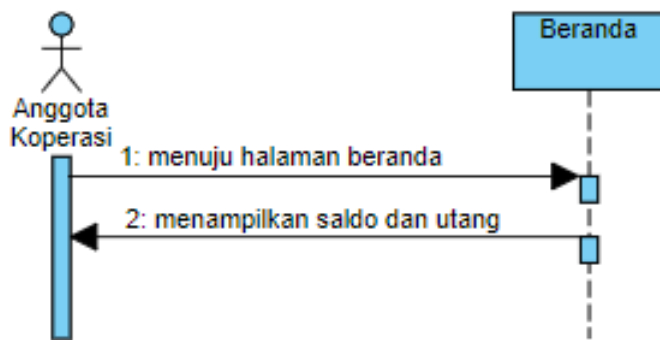 Beranda
Anggota
Koperasi
1: menuju halaman beranda
2: menampilkan saldo dan utang